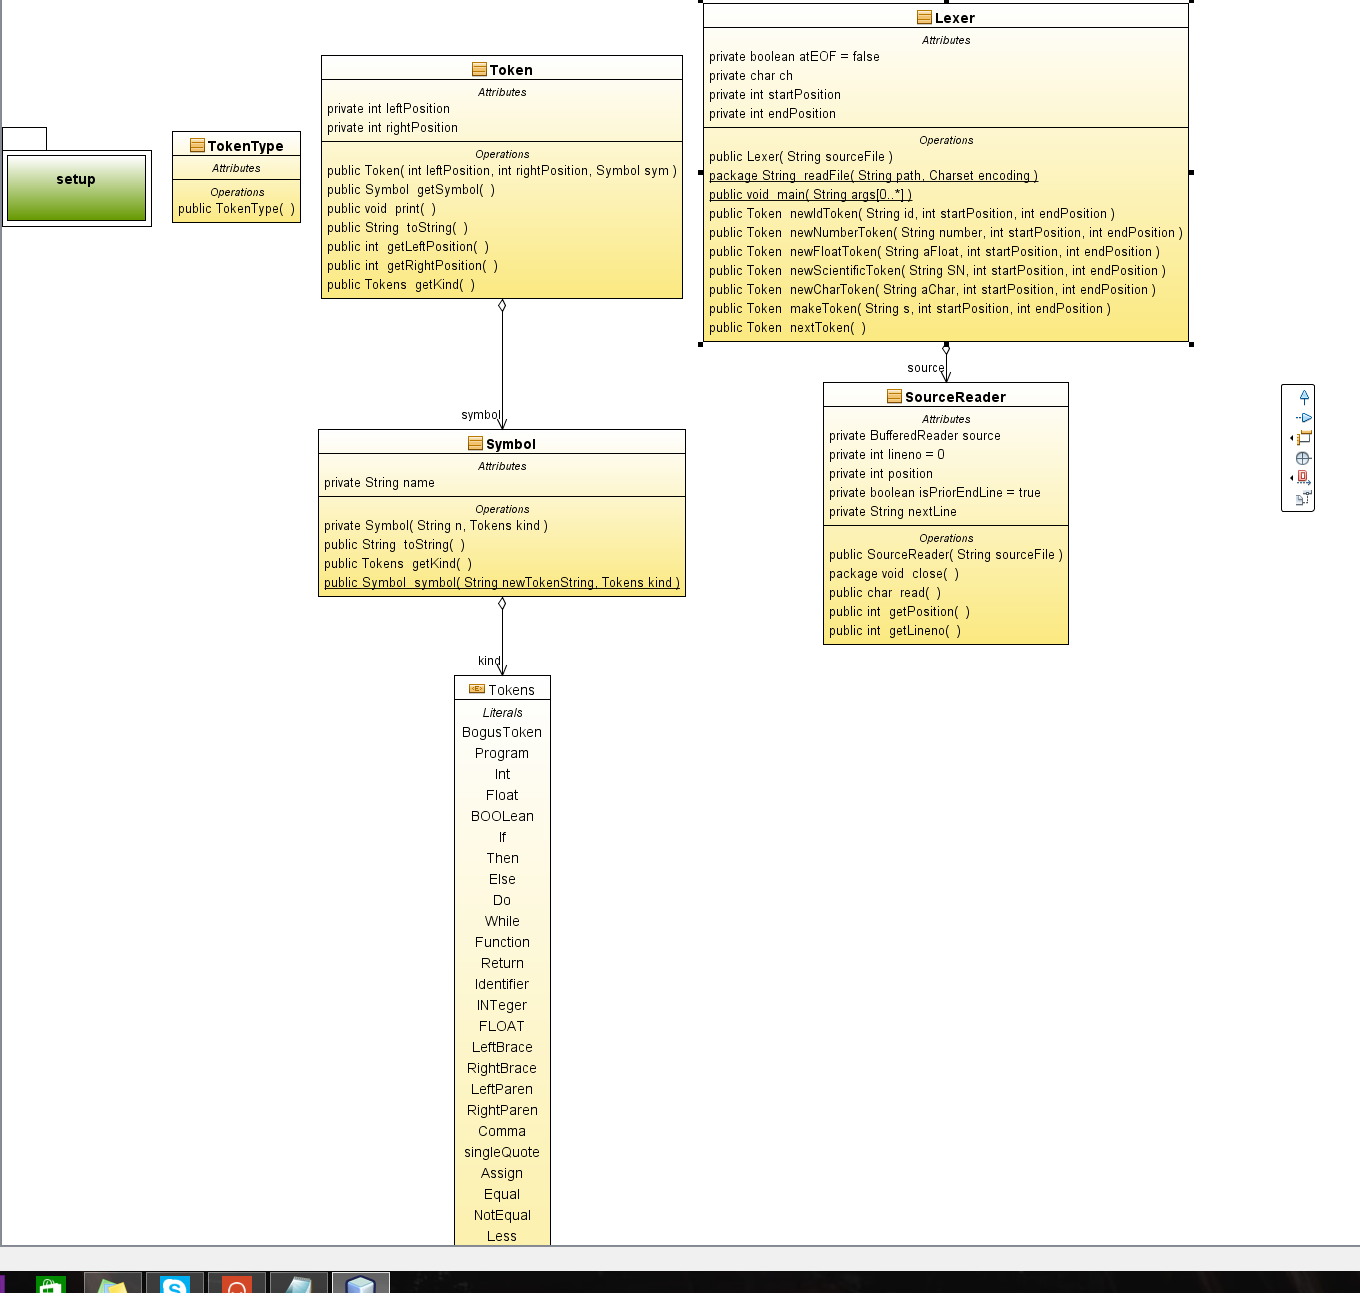 setup
TokenType
Attributes
Operations
public TokenType( )
Token
Attributes
private int leftPosition
private int rightPosition
Operations
public Token( int leftPosition, int rightPosition, Symbol sym )
public Symbol getSymbol( )
public void print( )
public String toString( )
public int getLeftPosition( )
public int getRightPosition( )
public Tokens getKind( )
symbol
Symbol
Attributes
private String name
Operations
private Symbol( String n, Tokens kind )
public String toString( )
public Tokens getKind( )
public Symbol symbol( String newTokenString, Tokens kind )
kind
<E> Tokens
Literals
BogusToken
Program
Int
Float
BOOLean
If
Then
Else
Do
While
Function
Return
Identifier
INTeger
FLOAT
LeftBrace
RightBrace
LeftParen
RightParen
Comma
singleQuote
Assign
Equal
NotEqual
Less
Lexer
Attributes
private boolean atEOF = false
private char ch
private int startPosition
private int endPosition
Operations
public Lexer( String sourceFile )
package String readFile( String path, Charset encoding )
public void main( String args[0..*] )
public Token newIdToken( String id, int startPosition, int endPosition )
public Token newNumberToken( String number, int startPosition, int endPosition )
public Token newFloatToken( String aFloat, int startPosition, int endPosition )
public Token newScientificToken( String SN, int startPosition, int endPosition )
public Token newCharToken( String aChar, int startPosition, int endPosition )
public Token makeToken( String s, int startPosition, int endPosition )
public Token nextToken( )
source
SourceReader
Attributes
private BufferedReader source
private int lineno = 0
private int position
private boolean isPriorEndLine = true
private String nextLine
Operations
public SourceReader( String sourceFile )
package void close( )
public char read( )
public int getPosition( )
public int getLineno( )